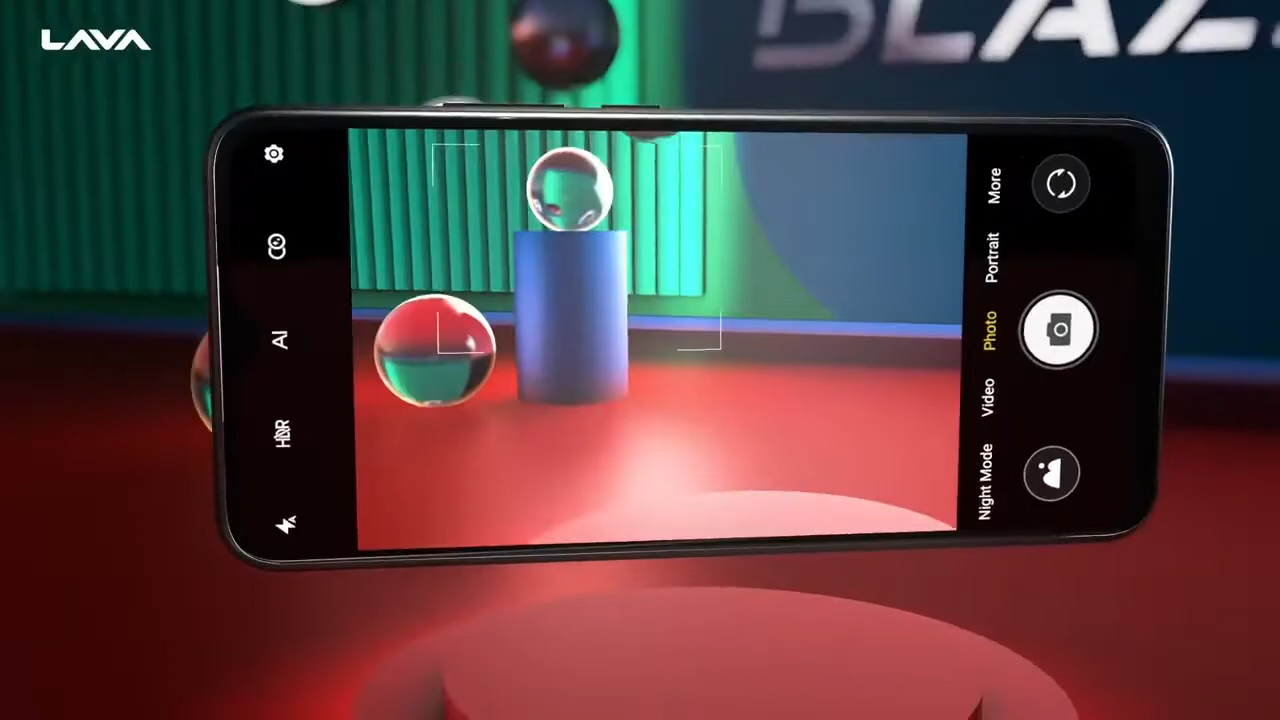 LAVA
BLAZ
More
Portrait
Photo
Video
Night Mode
AI
HDR
A